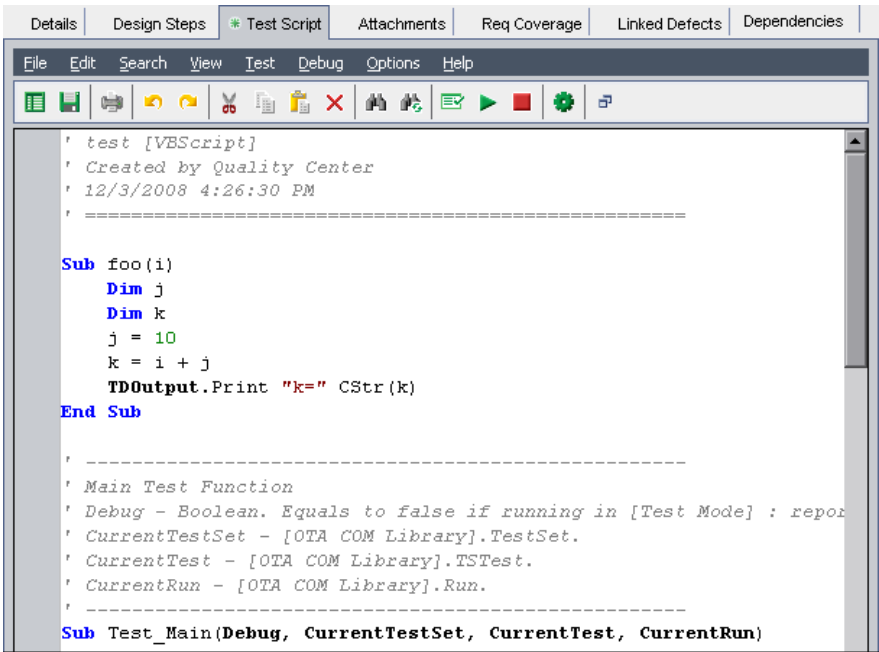 Details Design Steps Test Script Attachments Req Coverage Linked Defects Dependencies
File Edit Search View Test Debug Options Help
' test [VBScript]
' Created by Quality Center
' 12/3/2008 4:26:30 PM
' ====================================================
Sub foo(i)
Dim j
Dim k
j = 10
k = i + j
TDOutput.Print "k=" CStr(k)
End Sub
' ----------------------------------------------------
' Main Test Function
' Debug - Boolean. Equals to false if running in [Test Mode] : repor
' CurrentTestSet - [OTA COM Library].TestSet.
' CurrentTest - [OTA COM Library].TSTest.
' CurrentRun - [OTA COM Library].Run.
' ----------------------------------------------------
Sub Test_Main(Debug, CurrentTestSet, CurrentTest, CurrentRun)